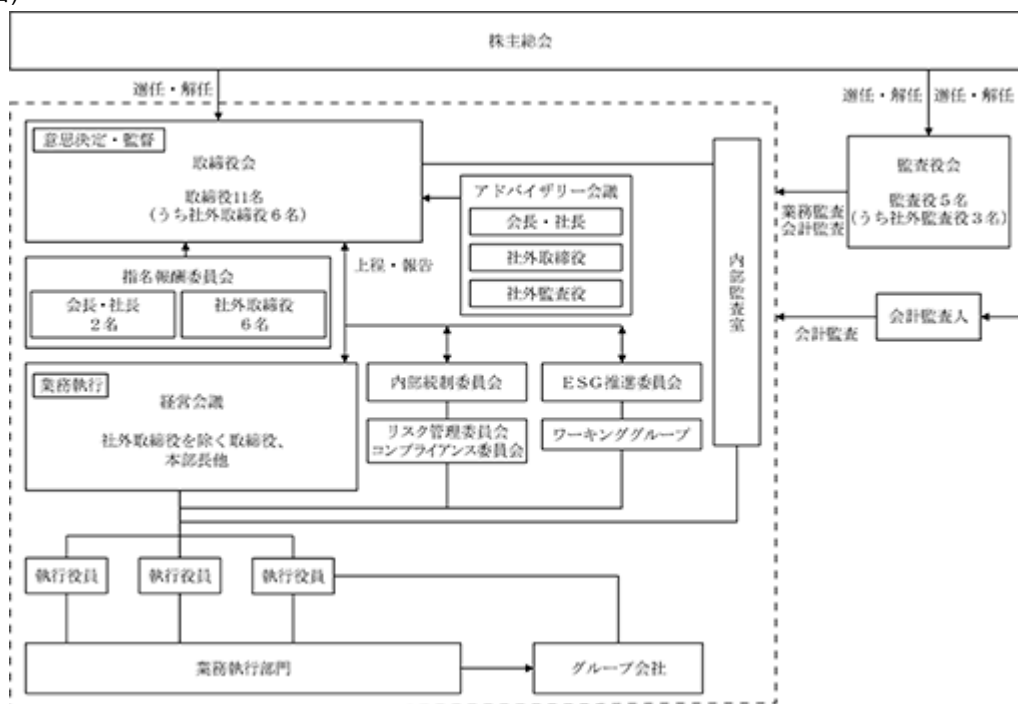 株主総会
選任・解任
選任・解任
選任・解任
意思決定・監督
取締役会
取締役11名
(うち社外取締役6名)
アドバイザリー会議
会長・社長
社外取締役
社外監査役
内部監査室
監査役会
監査役5名
(うち社外監査役3名)
業務監査
会計監査
上程・報告
指名報酬委員会
会長・社長
2名
社外取締役
6名
会計監査人
会計監査
業務執行
経営会議
社外取締役を除く取締役、
本部長他
内部統制委員会
リスク管理委員会
コンプライアンス委員会
ESG推進委員会
ワーキンググループ
執行役員
執行役員
執行役員
業務執行部門
グループ会社